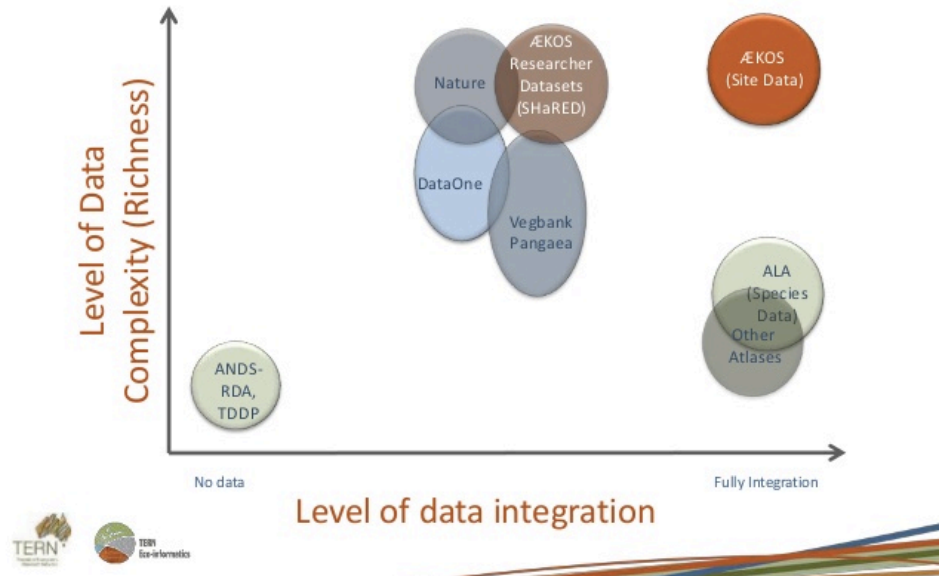 Level of Data
Complexity (Richness)
Nature
ÆKOS
Researcher
Datasets
(SHaRED)
ÆKOS
(Site Data)
DataOne
Vegbank
Pangaea
ALA
(Species
Data)
Other
Atlases
ANDS-
RDA,
TDDP
No data
Fully Integration
Level of data integration
TERN
TERN
Eco-informatics